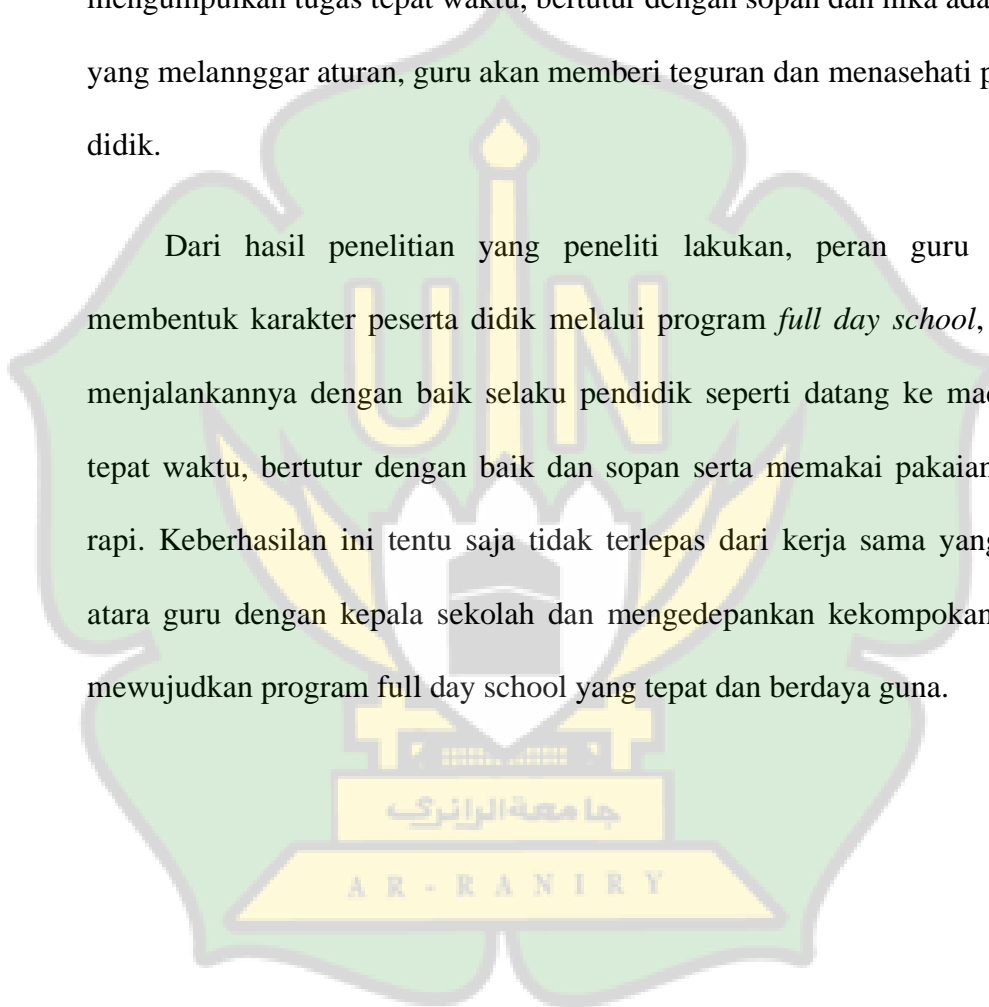 mengumpulkan tugas tepat waktu, bertutur dengan sopan dan
yang melannggar aturan, guru akan memberi teguran dan menasehati
didik.
Dari hasil penelitian yang peneliti lakukan, peran guru
membentuk karakter peserta didik melalui program full day school,
menjalankannya dengan baik selaku pendidik seperti datang ke
tepat waktu, bertutur dengan baik dan sopan serta memakai pakaian
rapi. Keberhasilan ini tentu saja tidak terlepas dari kerja sama yang
atara guru dengan kepala sekolah dan mengedepankan kekompokan
mewujudkan program full day school yang tepat dan berdaya guna.
UIN
جامعة الرانري
AR-RANIRY